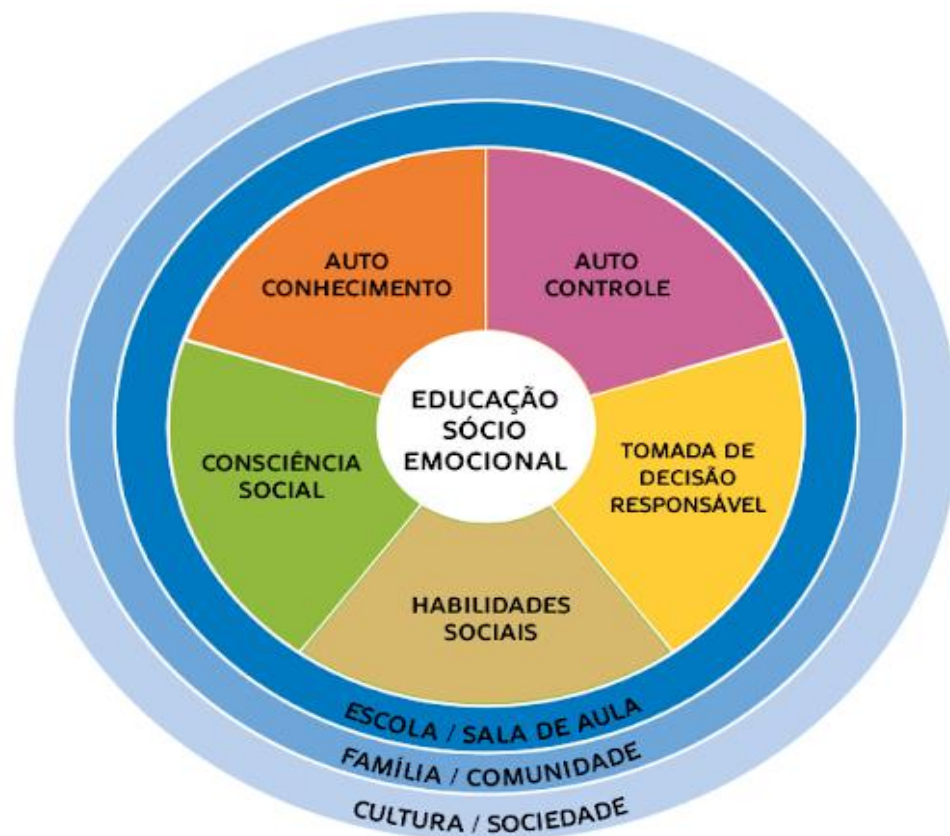 AUTO
CONHECIMENTO
AUTO
CONTROLE
EDUCAÇÃO
SÓCIO
EMOCIONAL
CONSCIÊNCIA
SOCIAL
TOMADA DE
DECISÃO
RESPONSÁVEL
HABILIDADES
SOCIAIS
ESCOLA / SALA DE AULA
FAMÍLIA / COMUNIDADE
CULTURA / SOCIEDADE